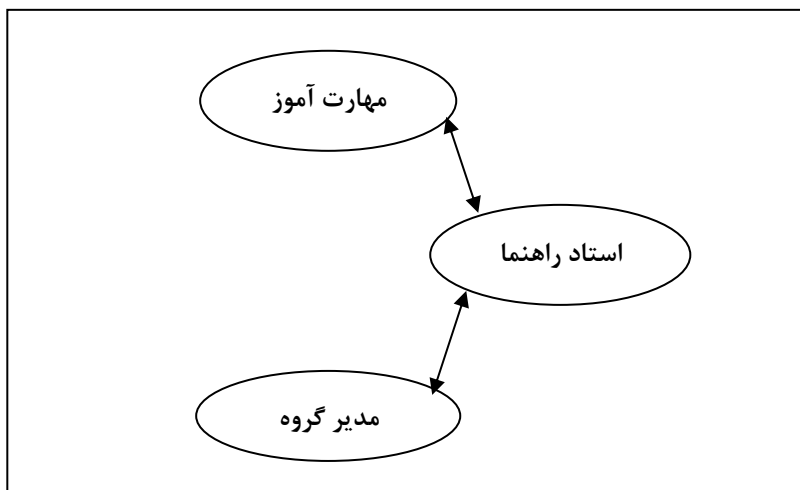 مهارت آموز
استاد راهنما
مدیر گروه